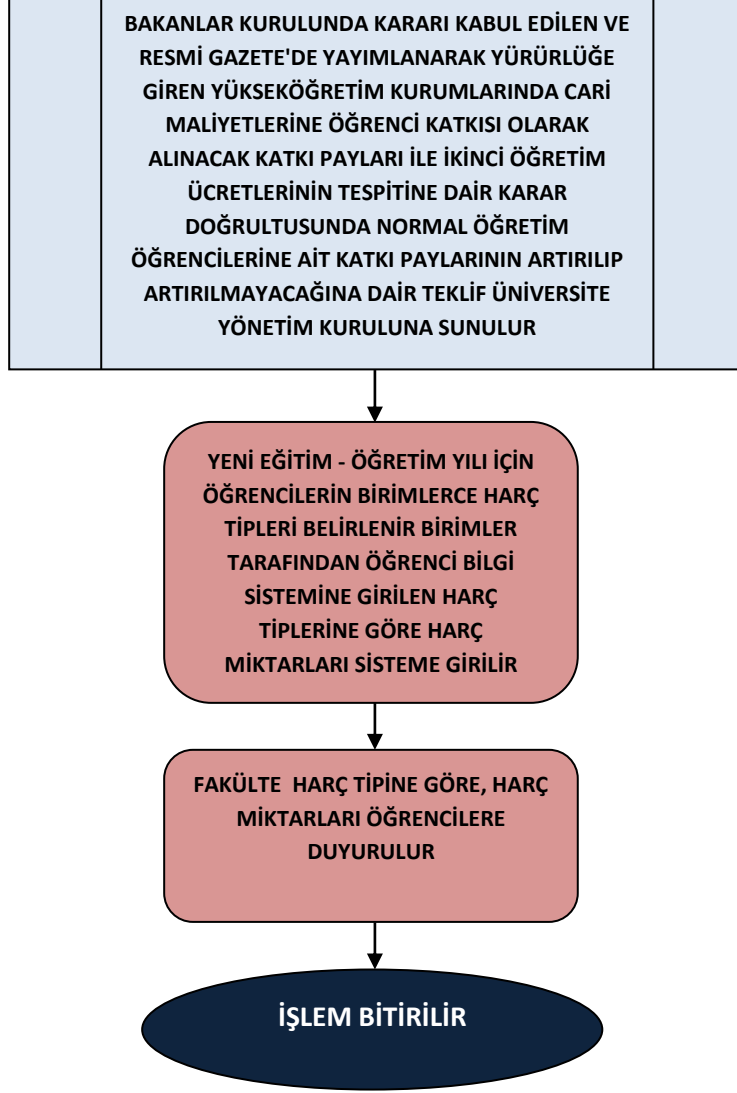 BAKANLAR KURULUNDA KARARI KABUL EDİLEN VE
RESMİ GAZETE'DE YAYIMLANARAK YÜRÜRLÜĞE
GİREN YÜKSEKÖĞRETİM KURUMLARINDA CARİ
MALİYETLERİNE ÖĞRENCİ KATKISI OLARAK
ALINACAK KATKI PAYLARI İLE İKİNCİ ÖĞRETİM
ÜCRETLERİNİN TESPİTİNE DAİR KARAR
DOĞRULTUSUNDA NORMAL ÖĞRETİM
ÖĞRENCİLERİNE AİT KATKI PAYLARININ ARTIRILIP
ARTIRILMAYACAĞINA DAİR TEKLİF ÜNİVERSİTE
YÖNETİM KURULUNA SUNULUR
YENİ EĞİTİM - ÖĞRETİM YILI İÇİN
ÖĞRENCİLERİN BİRİMLERCE HARÇ
TİPLERİ BELİRLENİR BİRİMLER
TARAFINDAN ÖĞRENCİ BİLGİ
SİSTEMİNE GİRİLEN HARÇ
TİPLERİNE GÖRE HARÇ
MİKTARLARI SİSTEME GİRİLİR
FAKÜLTE HARÇ TİPİNE GÖRE, HARÇ
MİKTARLARI ÖĞRENCİLERE
DUYURULUR
İŞLEM BİTİRİLİR